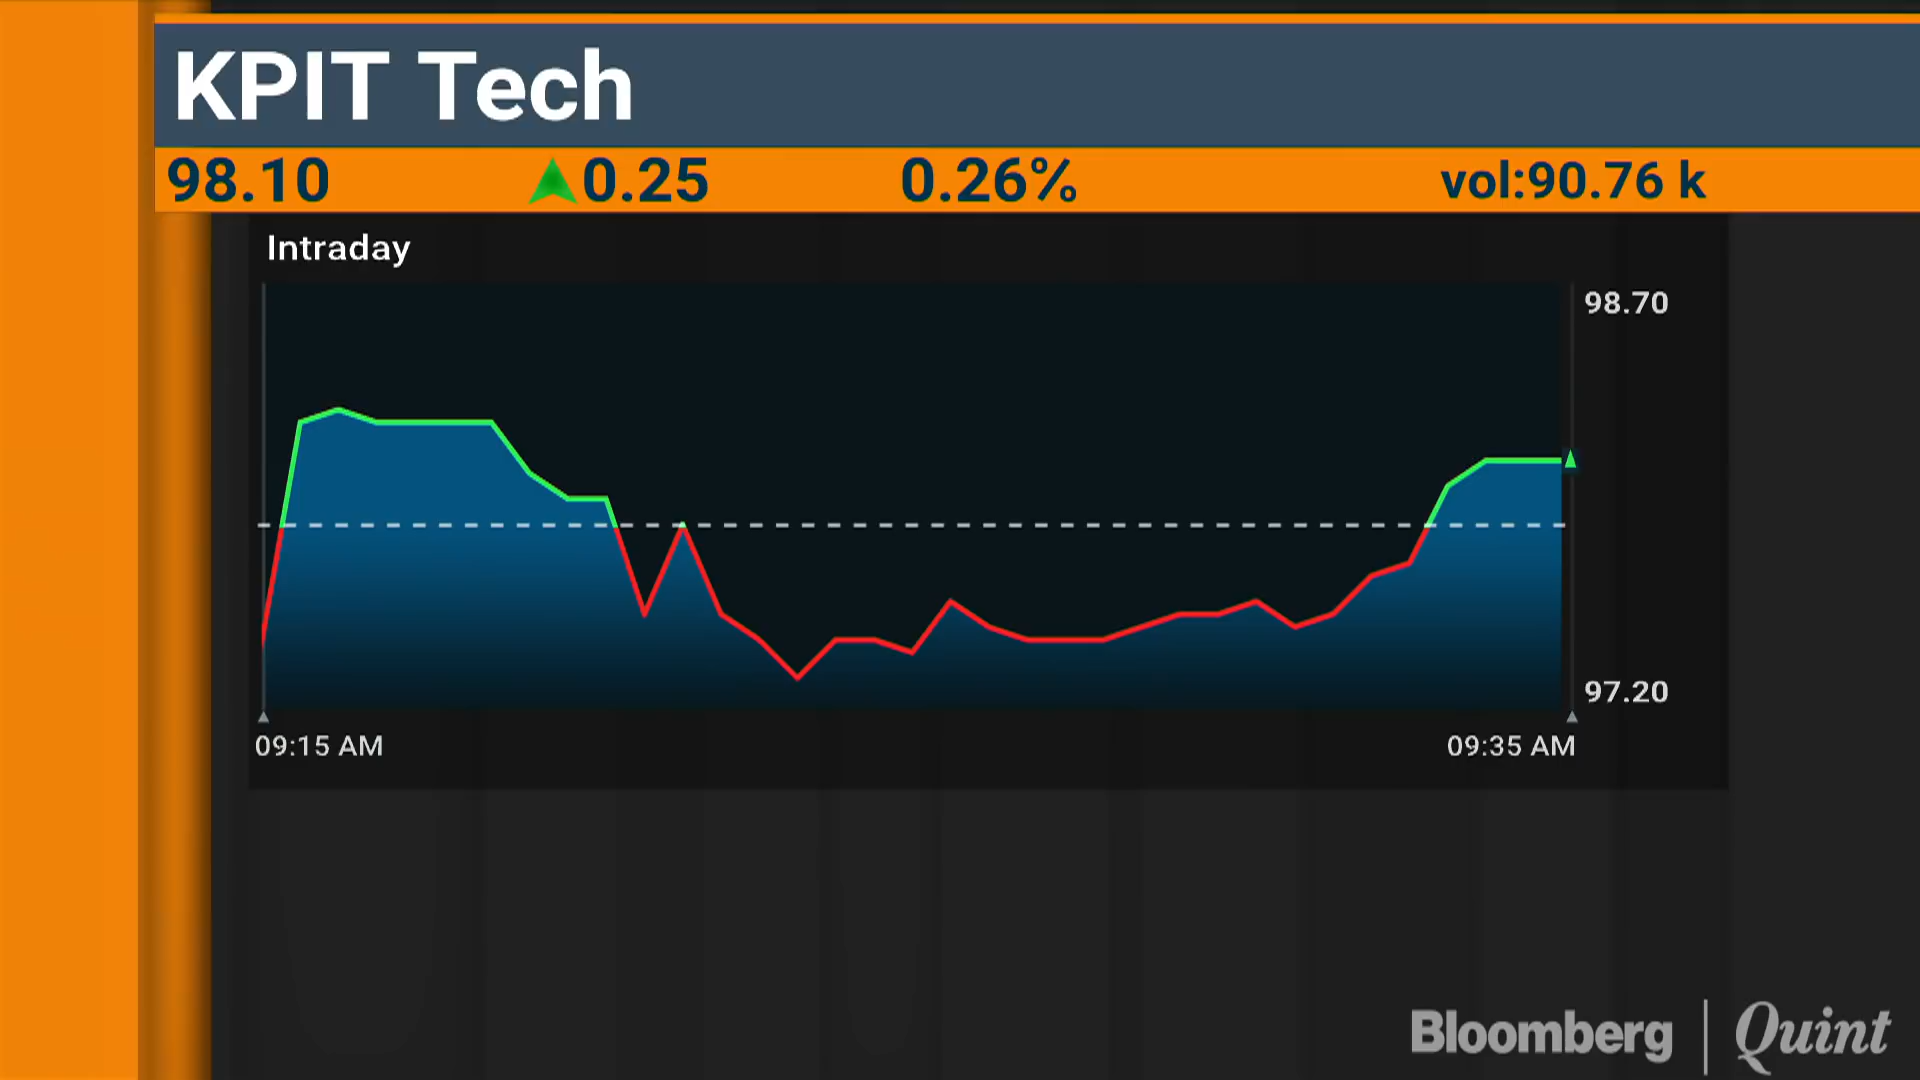 KPIT Tech
98.10 ▲0.25 0.26% vol:90.76 k
Intraday
98.70
97.20
09:15 AM 09:35 AM
Bloomberg | Quint